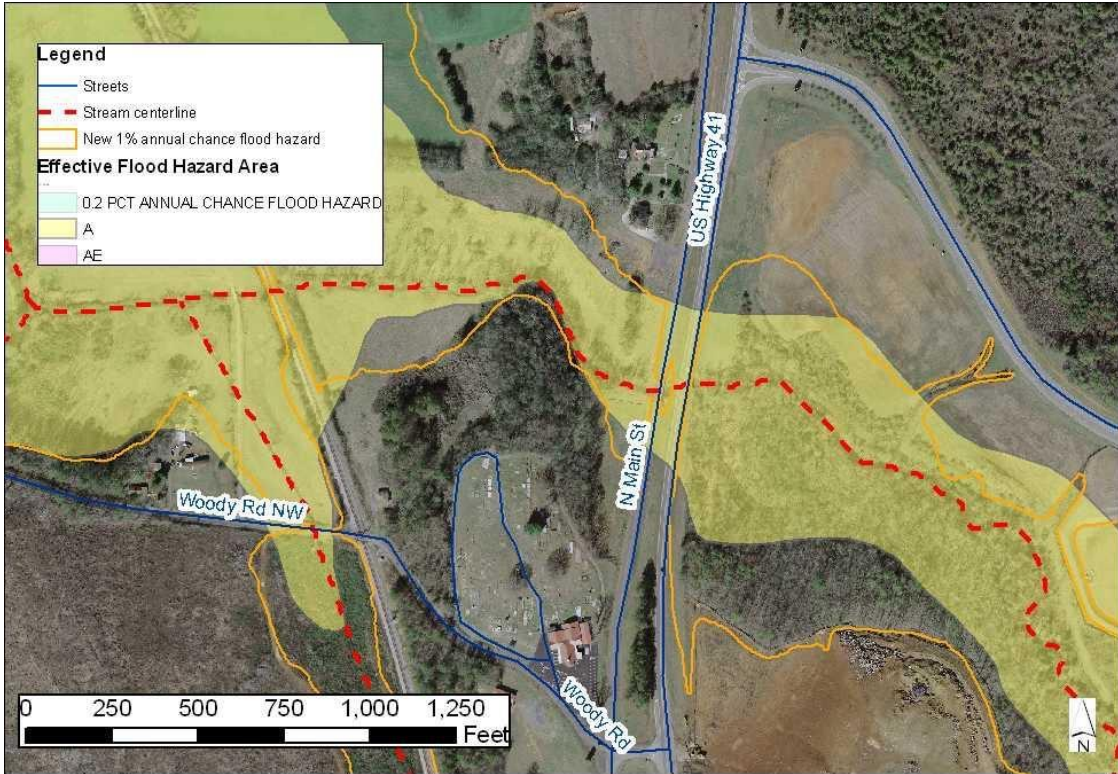 Legend
Streets
Stream centerline
New 1% annual chance flood hazard
Effective Flood Hazard Area
0.2 PCT ANNUAL CHANCE FLOOD HAZARD
A
AE
US Highway 41
N Main St
Woody Rd NW
Woody Rd
0 250 500 750 1,000 1,250
Feet
N